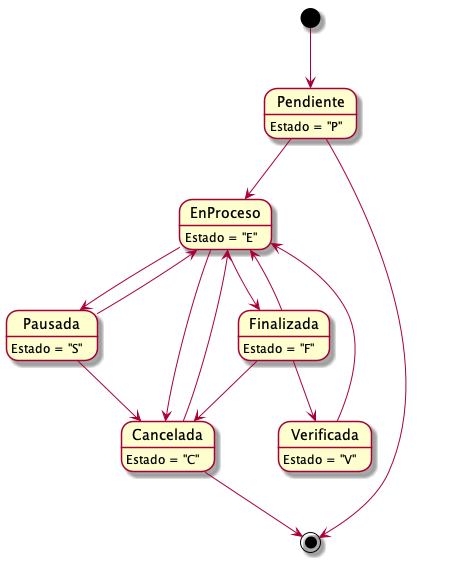 Pendiente
Estado = "P"
EnProceso
Estado = "E"
Pausada
Estado = "S"
Finalizada
Estado = "F"
Cancelada
Estado = "C"
Verificada
Estado = "V"